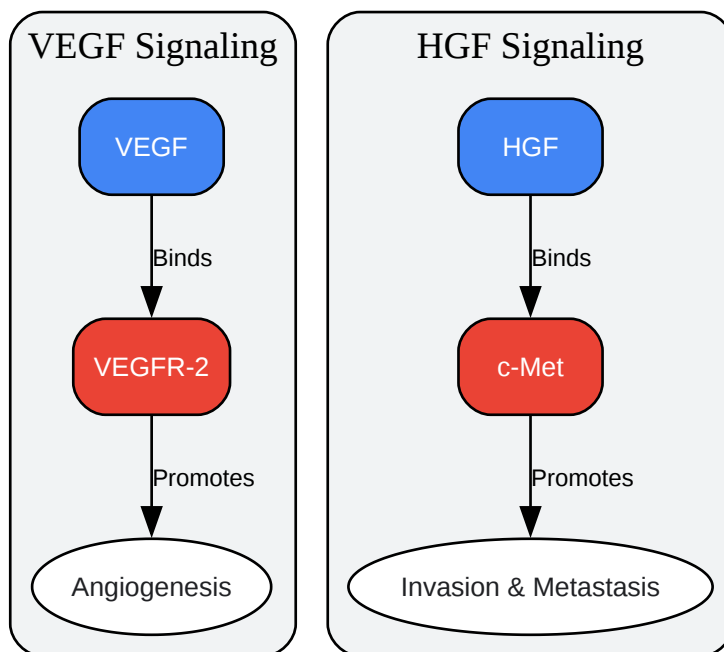 VEGF Signaling
VEGF
Binds
VEGFR-2
Promotes
Angiogenesis
HGF Signaling
HGF
Binds
c-Met
Promotes
Invasion & Metastasis